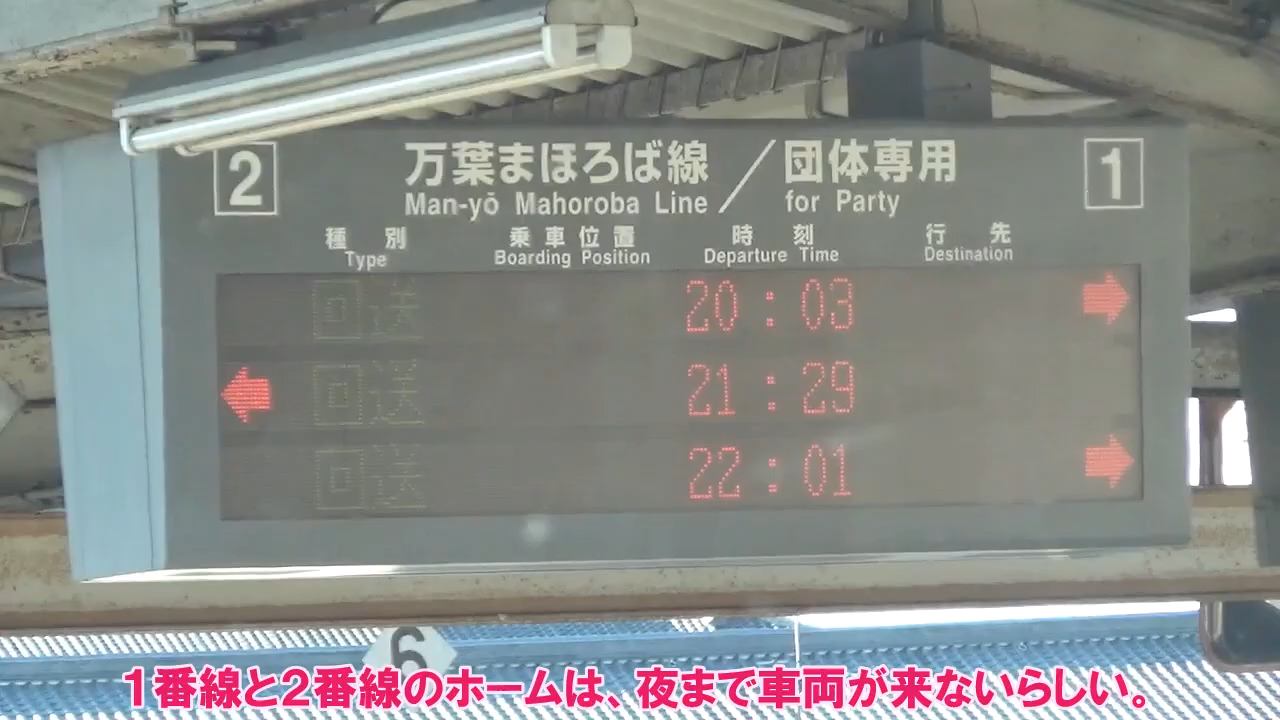 2 万葉まほろば線／団体専用 1
Man-yō Mahoroba Line / for Party
種別 乗車位置 時刻 行先
Type Boarding Position Departure Time Destination
回送 20:03 →
← 回送 21:29
回送 22:01 →
6
1番線と2番線のホームは、夜まで車両が来ないらしい。